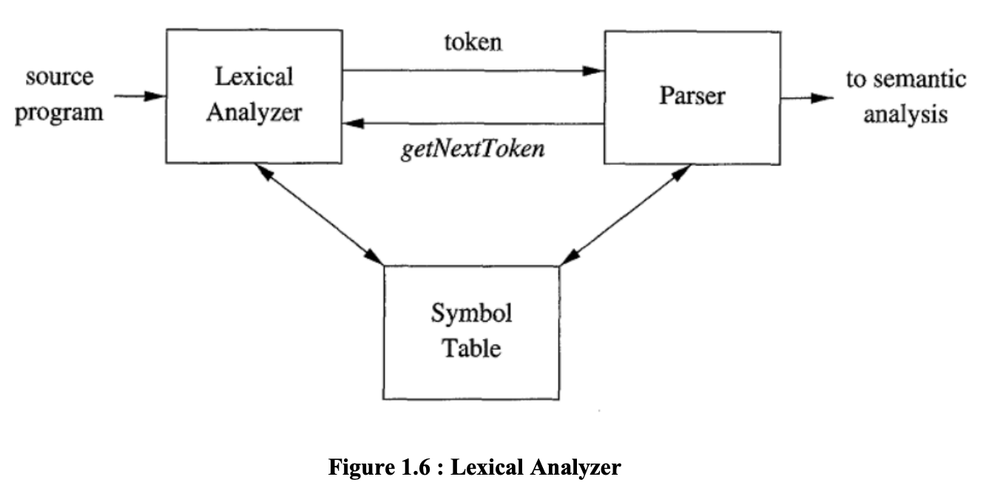 source
program
Lexical
Analyzer
token
getNextToken
Parser
to semantic
analysis
Symbol
Table
Figure 1.6 : Lexical Analyzer